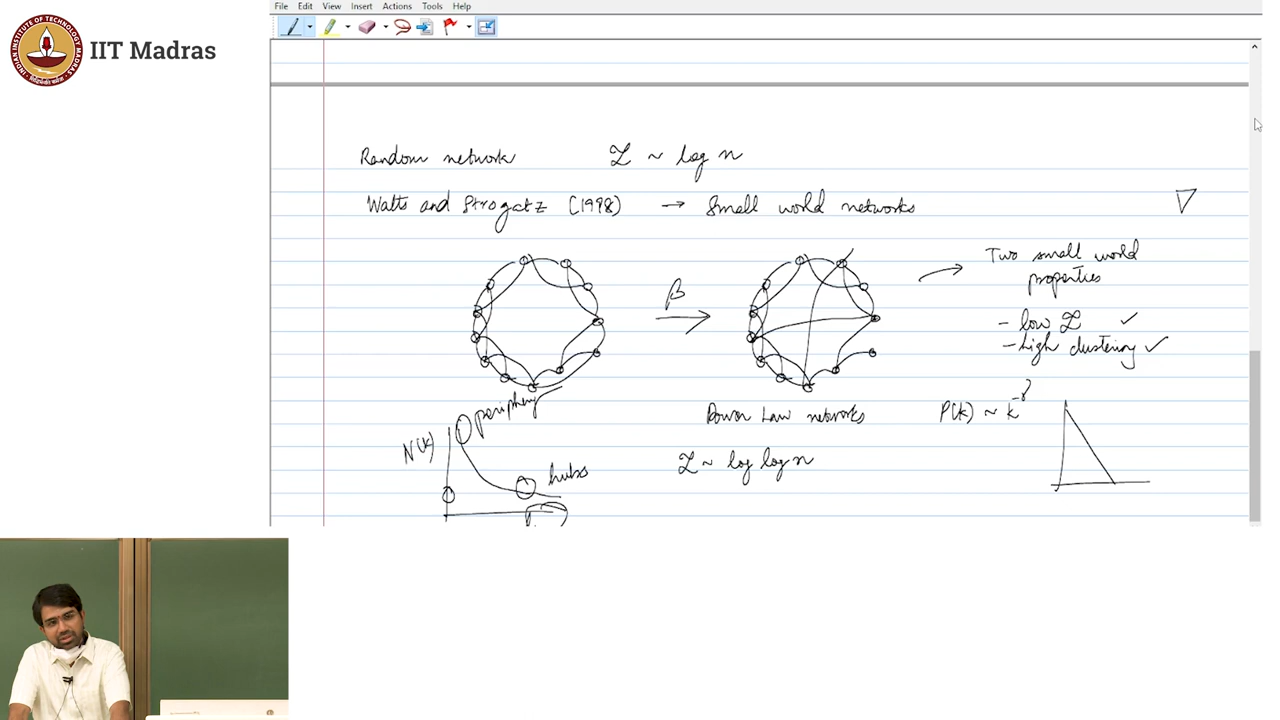 IIT Madras
File Edit View Insert Actions Tools Help
Random network L ~ log n
Watts and Strogatz (1998) → Small world networks
β
Two small world
properties
- low L ✓
- high clustering ✓
periphery
N(k)
hubs
Power Law networks P(k) ~ k^-γ
L ~ log log n